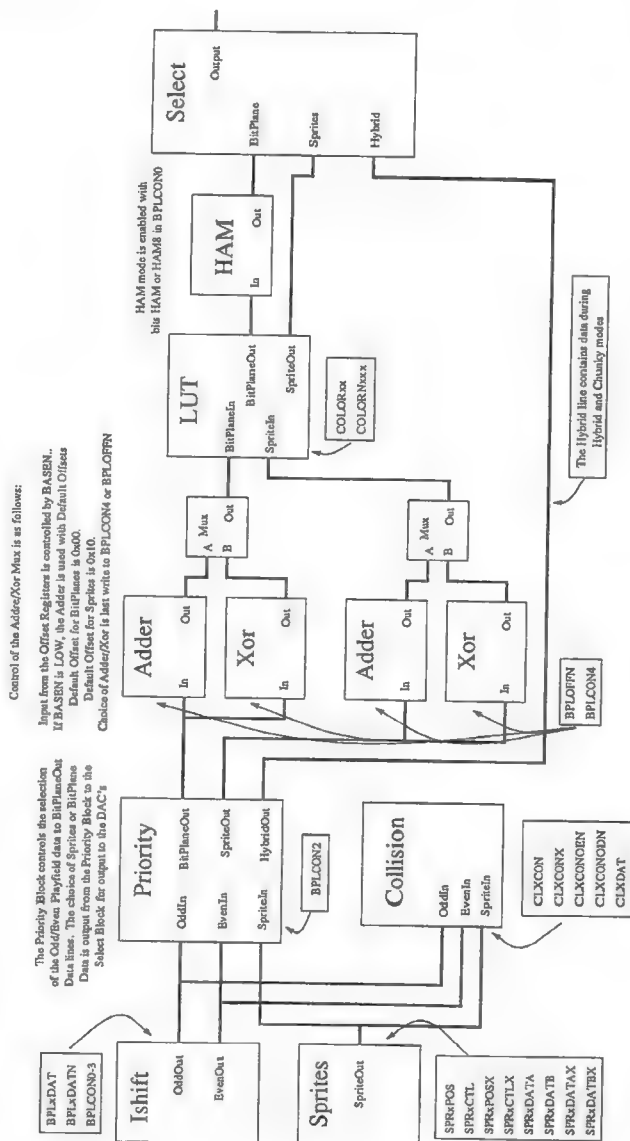 Control of the Addre/Xor Mux is as follows:
Input from the Offset Registers is controlled by BASEN..
If BASEN is LOW, the Adder is used with Default Offsets
Default Offset for BitPlanes is 0x00.
Default Offset for Sprites is 0x10.
Choice of Adder/Xor is last write to BPLCON4 or BPLOFFN
The Priority Block controls the selection
of the Odd/Even Playfield data to BitPlaneOut
Data lines. The choice of Sprites or BitPlane
Data is output from the Priority Block to the
Select Block for output to the DAC's
HAM mode is enabled with
bits HAM or HAM8 in BPLCON0
BPLxDAT
BPLxDATN
BPLCON0-3
Ishift
OddOut
EvenOut
Sprites
SpriteOut
SPRxPOS
SPRxCTL
SPRxPOSX
SPRxCTLX
SPRxDATA
SPRxDATB
SPRxDATAX
SPRxDATBX
Priority
OddIn
BitPlaneOut
EvenIn
SpriteOut
SpriteIn
HybridOut
BPLCON2
Collision
OddIn
EvenIn
SpriteIn
CLXCON
CLXCONX
CLXCONOEN
CLXCONODN
CLXDAT
Adder
In
Out
Xor
In
Out
A Mux
B Out
Adder
In
Out
Xor
In
Out
A Mux
B Out
BPLOFFN
BPLCON4
LUT
BitPlaneIn
BitPlaneOut
SpriteIn
SpriteOut
COLORxx
COLORNxxx
HAM
In
Out
Select
Output
BitPlane
Sprites
Hybrid
The Hybrid line contains data during
Hybrid and Chunky modes